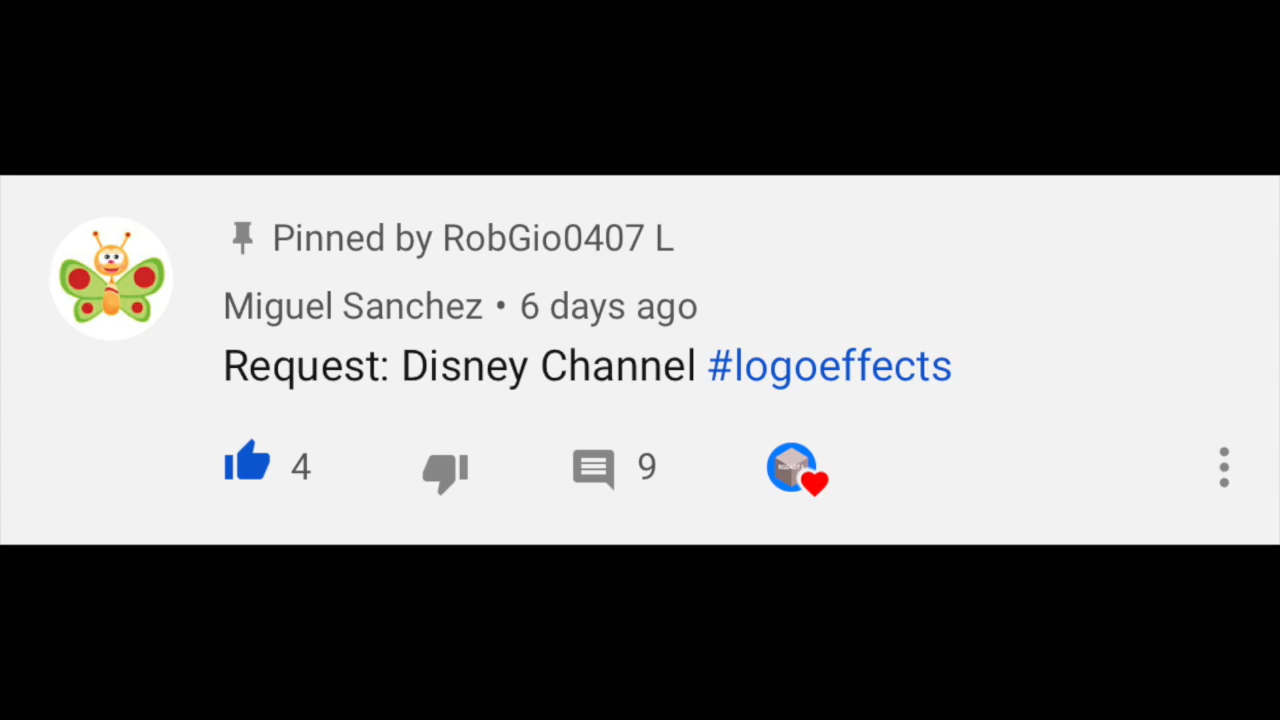 Pinned by RobGio0407 L
Miguel Sanchez • 6 days ago
Request: Disney Channel #logoeffects
4
9